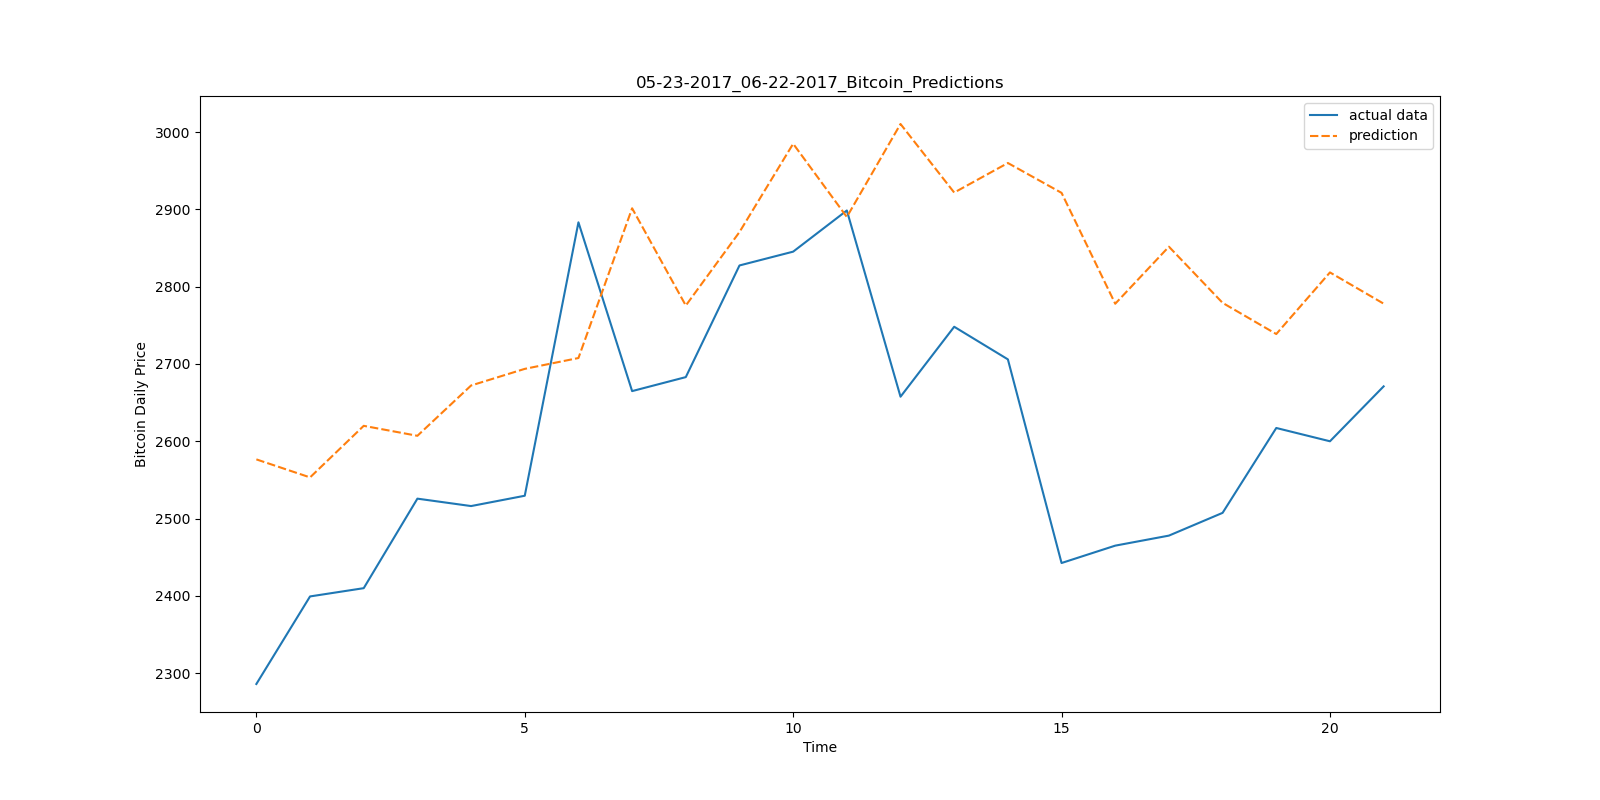 05-23-2017_06-22-2017_Bitcoin_Predictions
actual data
prediction
3000
2900
2800
2700
2600
2500
2400
2300
Bitcoin Daily Price
0 5 10 15 20
Time